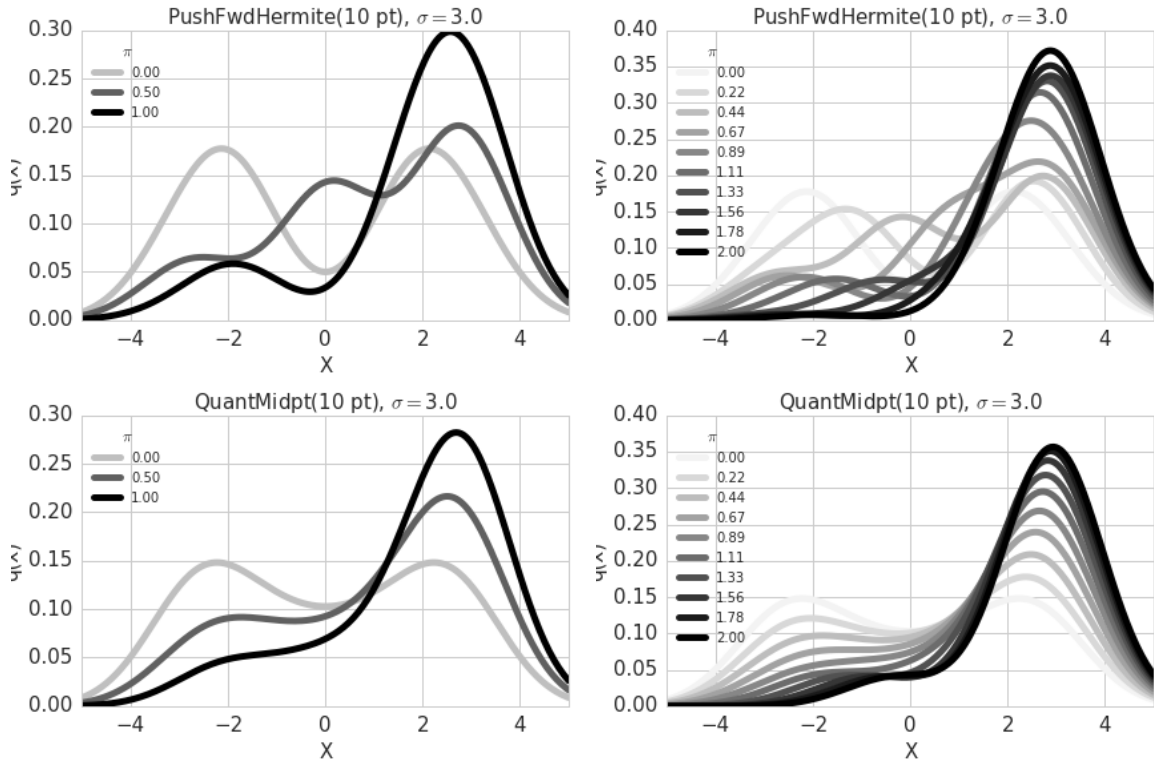 PushFwdHermite(10 pt), σ = 3.0
0.30
0.25
0.20
0.15
0.10
0.05
0.00
q(x)
π
0.00
0.50
1.00
−4 −2 0 2 4
X
PushFwdHermite(10 pt), σ = 3.0
0.40
0.35
0.30
0.25
0.20
0.15
0.10
0.05
0.00
q(x)
π
0.00
0.22
0.44
0.67
0.89
1.11
1.33
1.56
1.78
2.00
−4 −2 0 2 4
X
QuantMidpt(10 pt), σ = 3.0
0.30
0.25
0.20
0.15
0.10
0.05
0.00
q(x)
π
0.00
0.50
1.00
−4 −2 0 2 4
X
QuantMidpt(10 pt), σ = 3.0
0.40
0.35
0.30
0.25
0.20
0.15
0.10
0.05
0.00
q(x)
π
0.00
0.22
0.44
0.67
0.89
1.11
1.33
1.56
1.78
2.00
−4 −2 0 2 4
X